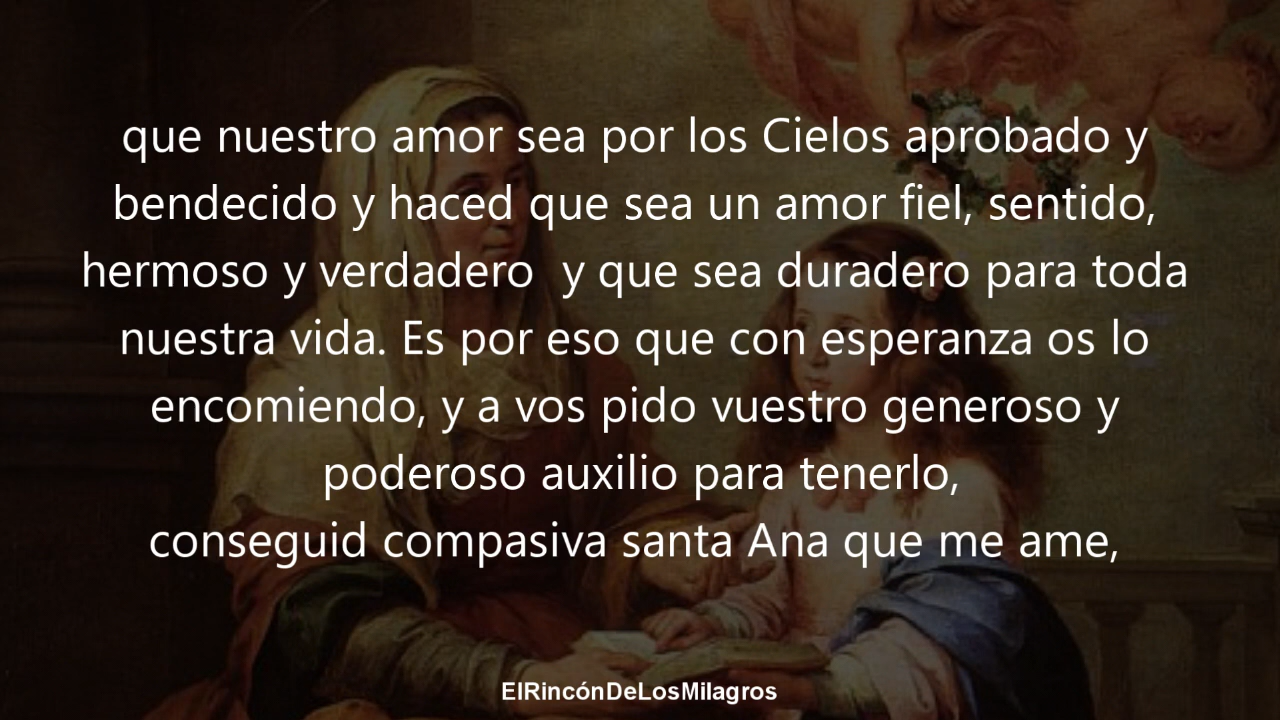 que nuestro amor sea por los Cielos aprobado y
bendecido y haced que sea un amor fiel, sentido,
hermoso y verdadero  y que sea duradero para toda
nuestra vida. Es por eso que con esperanza os lo
encomiendo, y a vos pido vuestro generoso y
poderoso auxilio para tenerlo,
conseguid compasiva santa Ana que me ame,
ElRincónDeLosMilagros